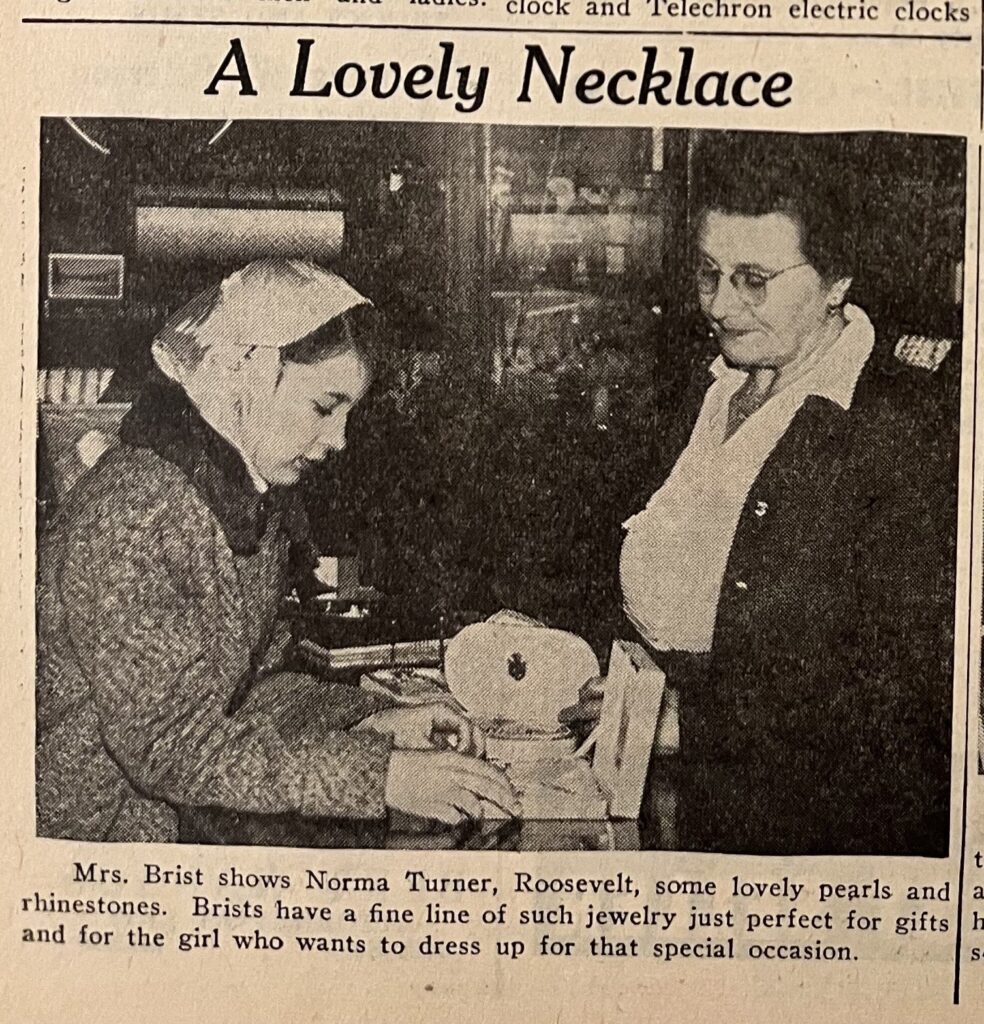 and ladies. clock and Telechron electric clocks
A Lovely Necklace
Mrs. Brist shows Norma Turner, Roosevelt, some lovely pearls and
rhinestones. Brists have a fine line of such jewelry just perfect for gifts
and for the girl who wants to dress up for that special occasion.